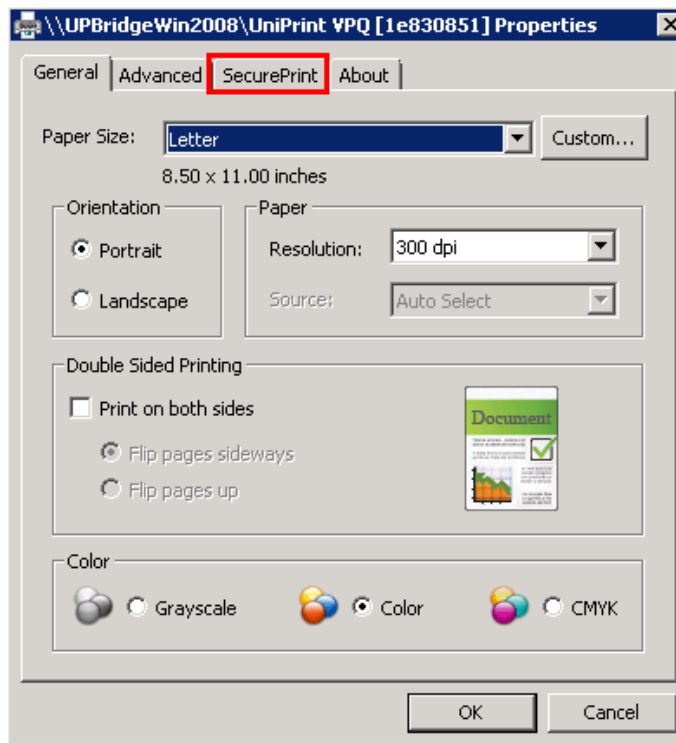 \\UPBridgeWin2008\UniPrint VPQ [1e830851] Properties
General Advanced SecurePrint About
Paper Size: Letter Custom...
8.50 x 11.00 inches
Orientation
Portrait
Landscape
Paper
Resolution: 300 dpi
Source: Auto Select
Double Sided Printing
Print on both sides
Flip pages sideways
Flip pages up
Document
Color
Grayscale Color CMYK
OK Cancel